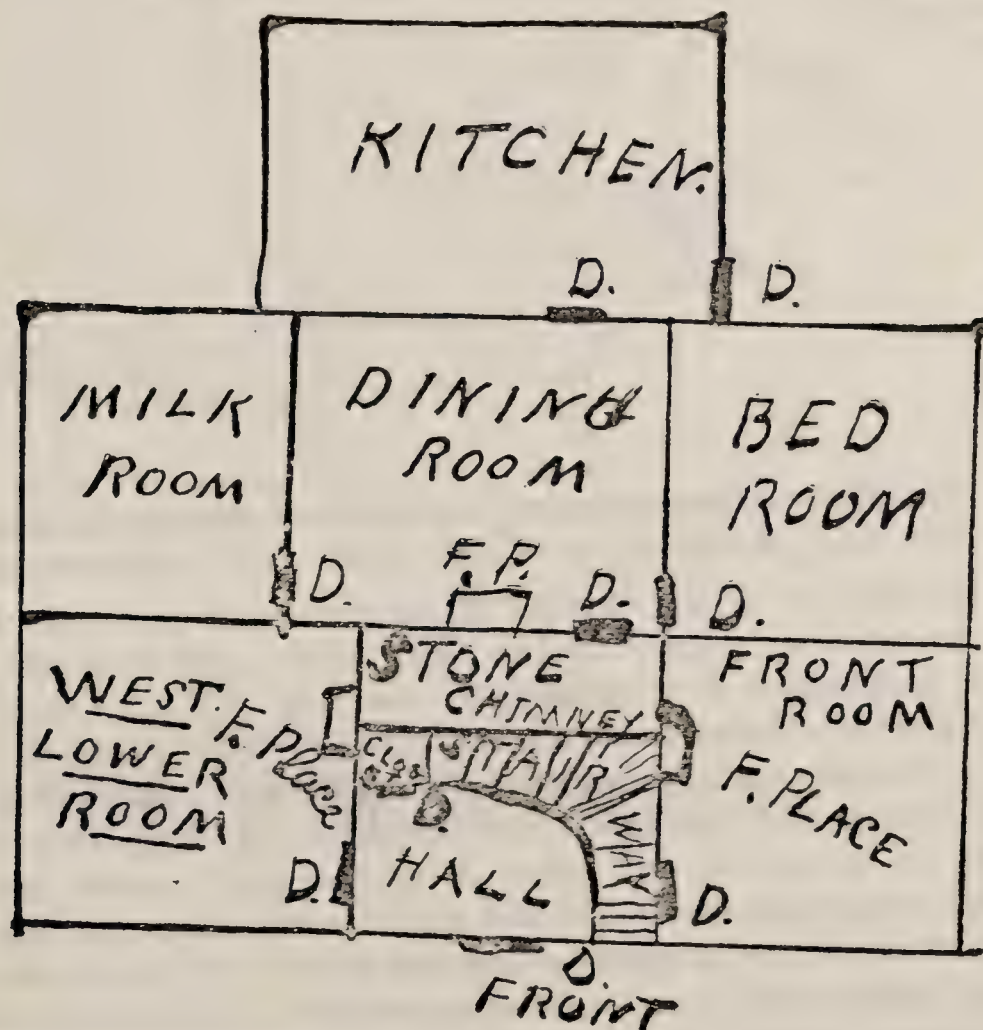 KITCHEN.
D.
D.
MILK
ROOM
DINING
ROOM
BED
ROOM
D.
F. P.
D.
D.
WEST.
LOWER
ROOM
F. Place
STONE
CHIMNEY
FRONT
ROOM
F. PLACE
STAIR
WAY
D.
HALL
D.
D.
D.
FRONT